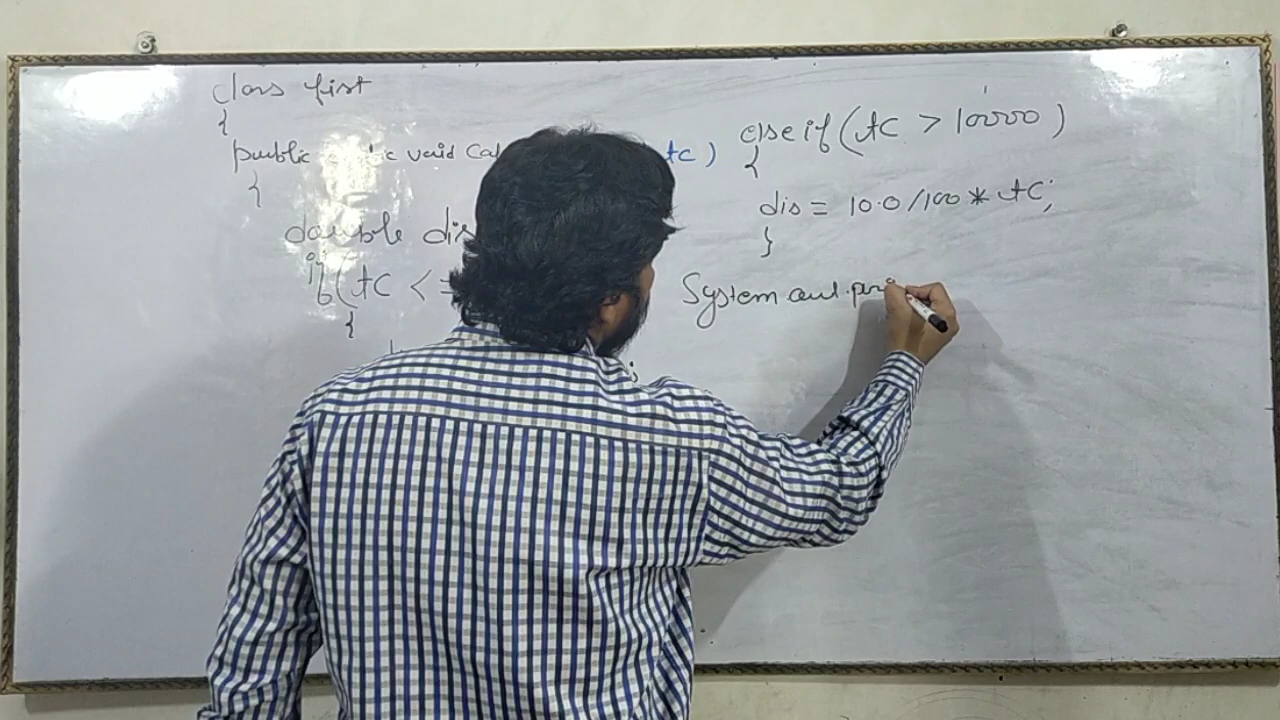 class first
{
public void Cal tc )
{
double dis
if(tC < =
{
;
else if (tC > 10000 )
{
dis = 10.0/100 * tC;
}
System out.pri